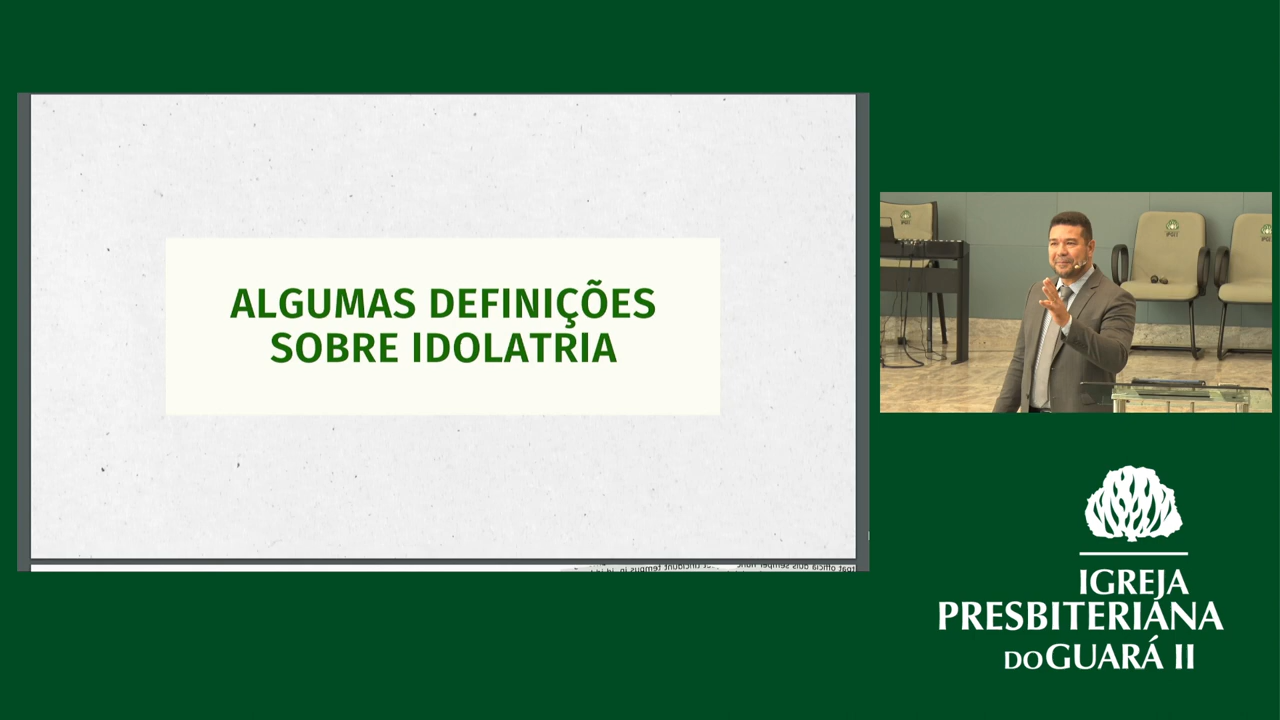 ALGUMAS DEFINIÇÕES
SOBRE IDOLATRIA
IGREJA
PRESBITERIANA
DO GUARÁ II